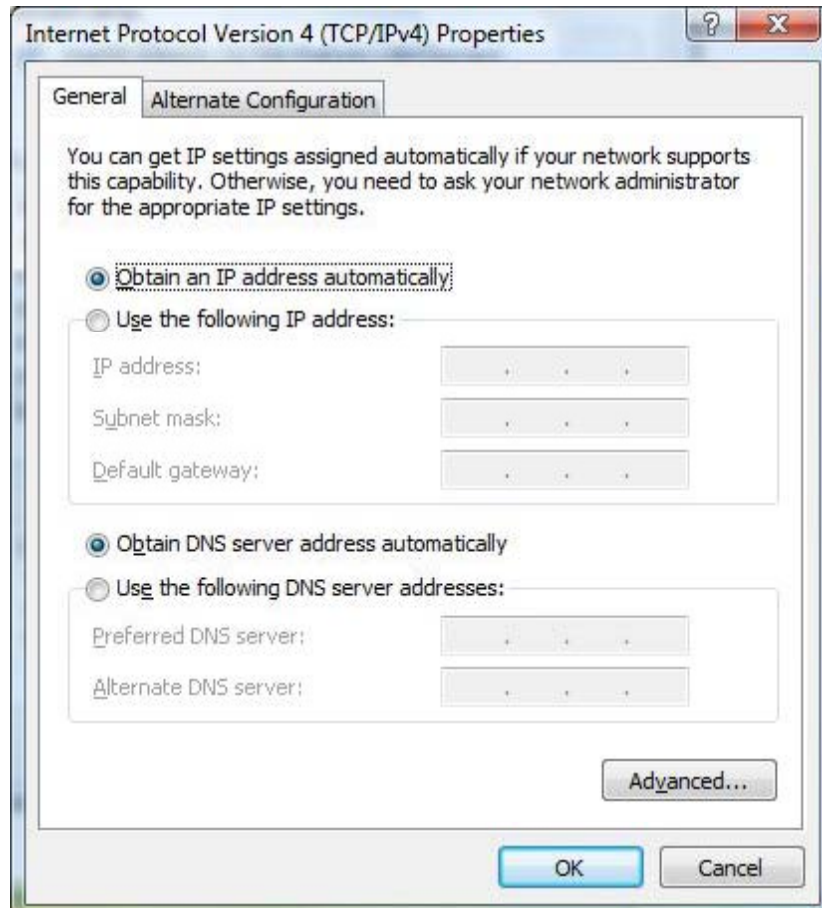 Internet Protocol Version 4 (TCP/IPv4) Properties
General
Alternate Configuration
You can get IP settings assigned automatically if your network supports
this capability. Otherwise, you need to ask your network administrator
for the appropriate IP settings.
Obtain an IP address automatically
Use the following IP address:
IP address:
Subnet mask:
Default gateway:
Obtain DNS server address automatically
Use the following DNS server addresses:
Preferred DNS server:
Alternate DNS server:
Advanced...
OK
Cancel